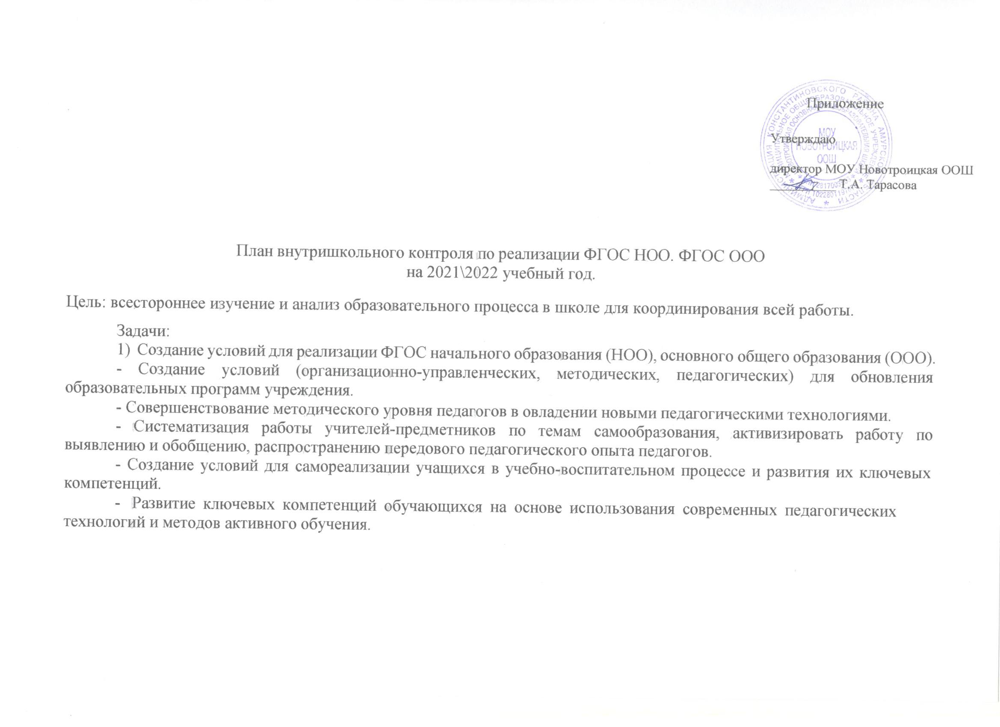 Приложение
Утверждаю
директор МОУ Новотроицкая ООШ
Т.А. Тарасова
АДМИНИСТРАЦИЯ КОНСТАНТИНОВСКОГО РАЙОНА АМУРСКОЙ ОБЛАСТИ
МОУ
НОВОТРОИЦКАЯ
ООШ
План внутришкольного контроля по реализации ФГОС НОО. ФГОС ООО
на 2021\2022 учебный год.
Цель: всестороннее изучение и анализ образовательного процесса в школе для координирования всей работы.
Задачи:
1) Создание условий для реализации ФГОС начального образования (НОО), основного общего образования (ООО).
- Создание условий (организационно-управленческих, методических, педагогических) для обновления
образовательных программ учреждения.
- Совершенствование методического уровня педагогов в овладении новыми педагогическими технологиями.
- Систематизация работы учителей-предметников по темам самообразования, активизировать работу по
выявлению и обобщению, распространению передового педагогического опыта педагогов.
- Создание условий для самореализации учащихся в учебно-воспитательном процессе и развития их ключевых
компетенций.
- Развитие ключевых компетенций обучающихся на основе использования современных педагогических
технологий и методов активного обучения.